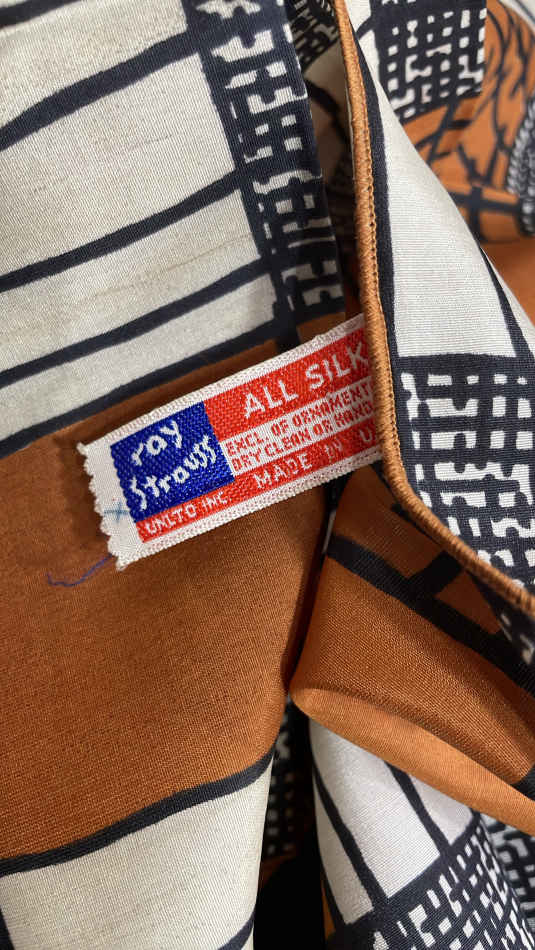 ray
Strauss
UNLTD INC
ALL SILK
EXCL. OF ORNAMENT
DRY CLEAN OR HAND
MADE IN U